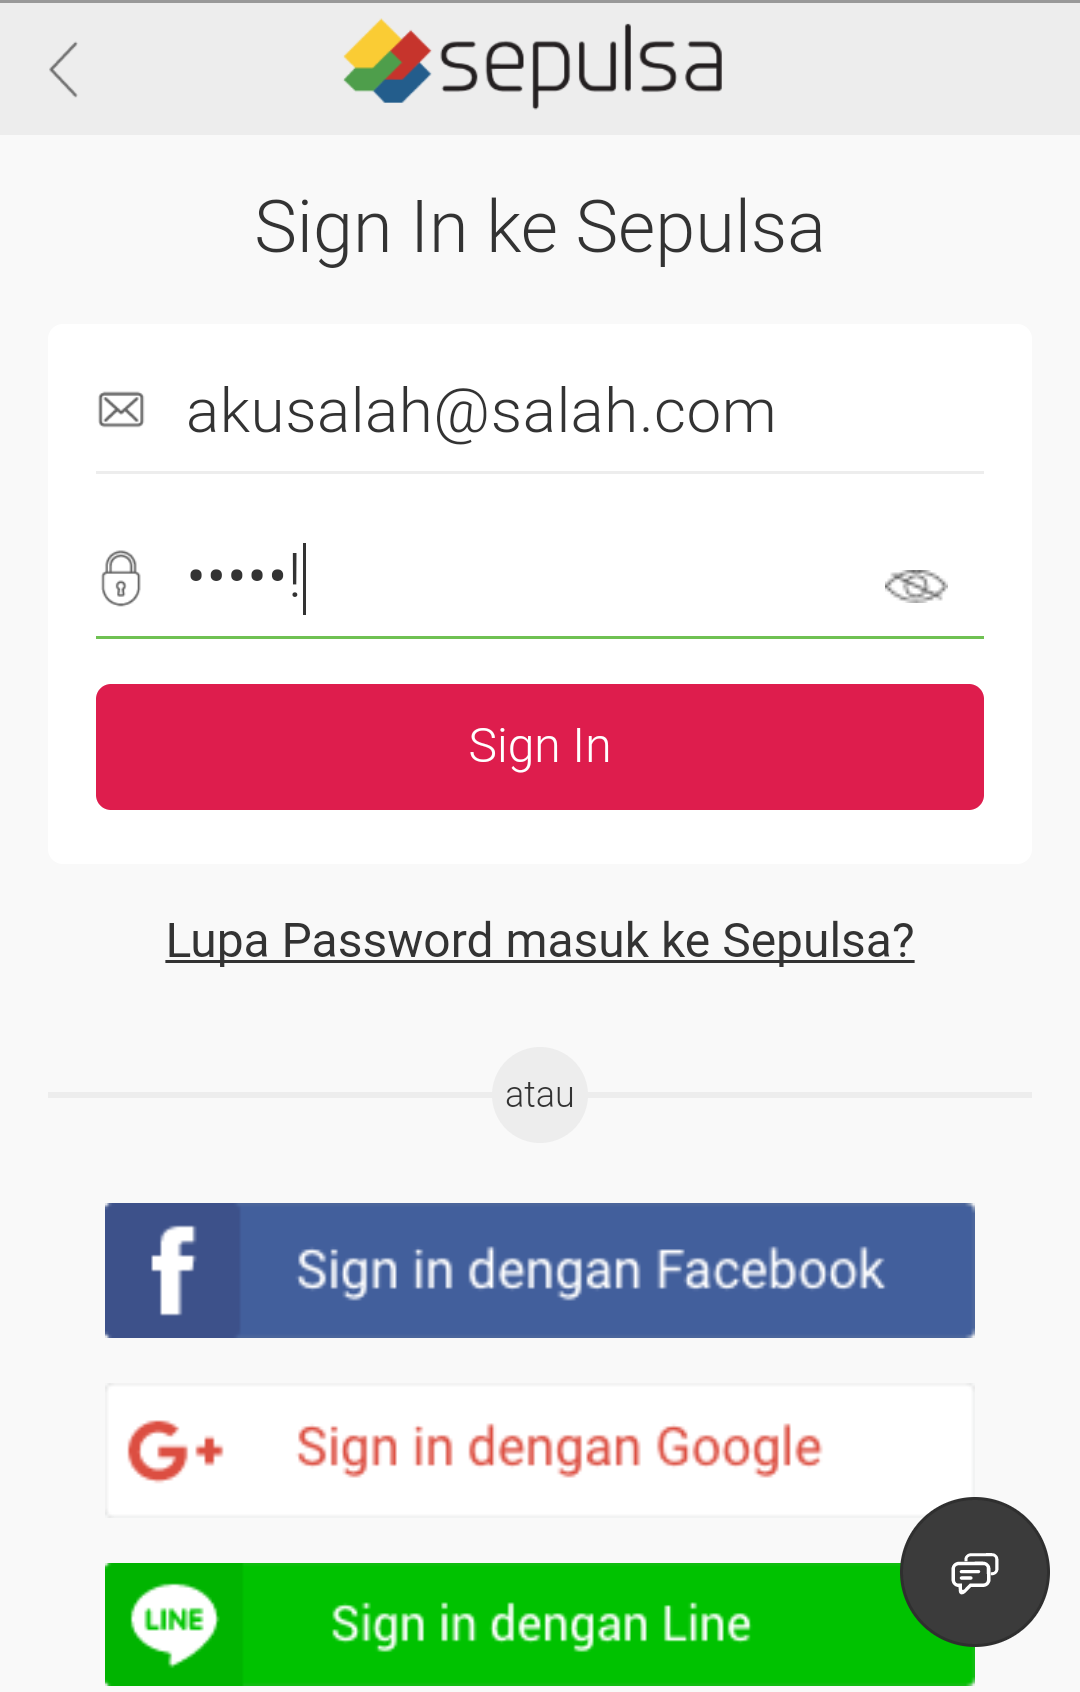 sepulsa
Sign In ke Sepulsa
akusalah@salah.com
•••••!
Sign In
Lupa Password masuk ke Sepulsa?
atau
f Sign in dengan Facebook
G+ Sign in dengan Google
LINE Sign in dengan Line